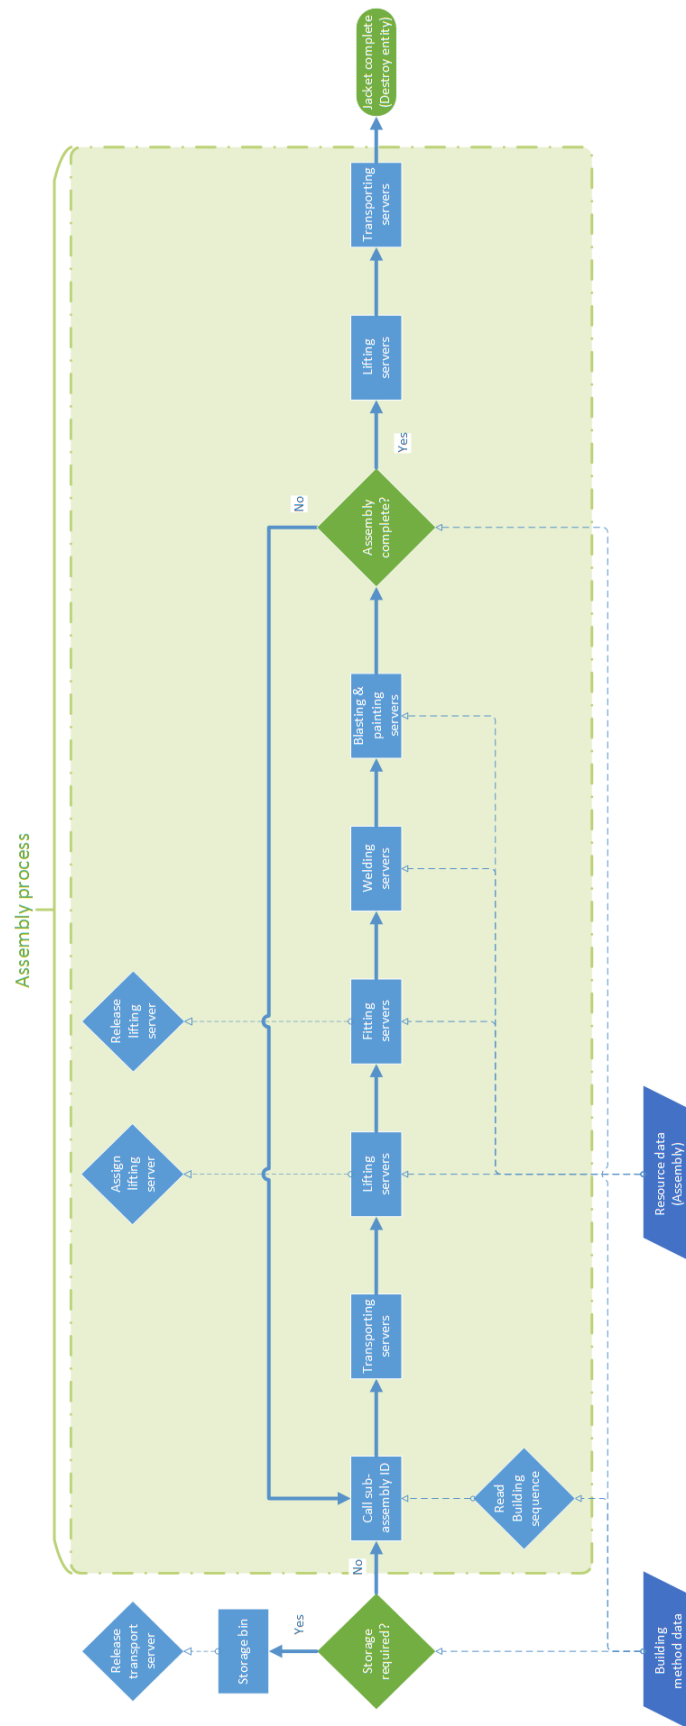 Assembly process
Release
transport
server
Storage bin
Yes
Storage
required?
No
Building
method data
Call sub-
assembly ID
Read
Building
sequence
Transporting
servers
Assign
lifting
server
Lifting
servers
Resource data
(Assembly)
Release
lifting
server
Fitting
servers
Welding
servers
Blasting &
painting
servers
Assembly
complete?
No
Yes
Lifting
servers
Transporting
servers
Jacket complete
(Destroy entity)